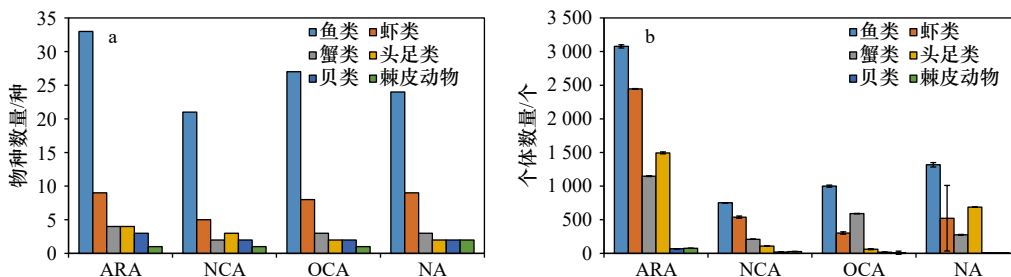 a
鱼类 虾类
蟹类 头足类
贝类 棘皮动物
物种数量/种
35
30
25
20
15
10
5
0
ARA NCA OCA NA
b
鱼类 虾类
蟹类 头足类
贝类 棘皮动物
个体数量/个
3 500
3 000
2 500
2 000
1 500
1 000
500
0
ARA NCA OCA NA